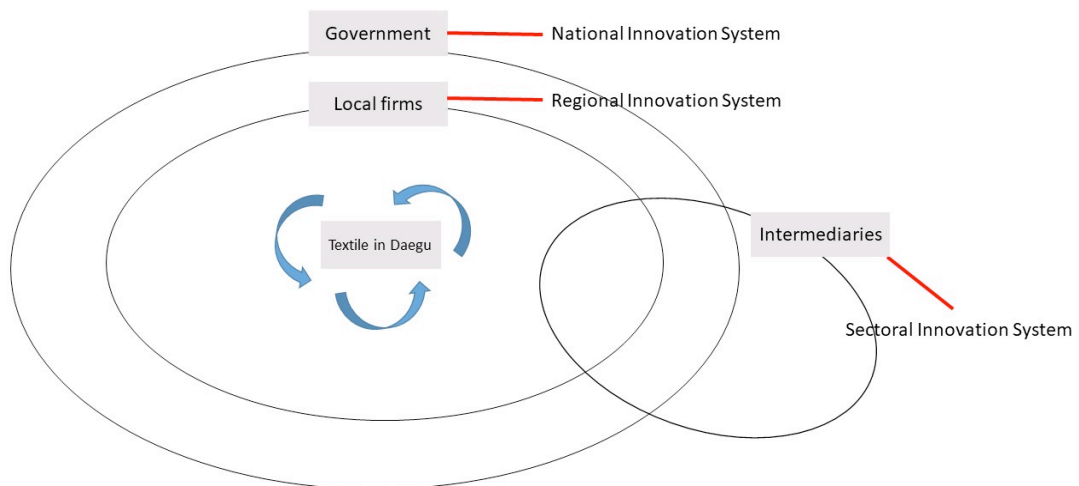 Government
National Innovation System
Local firms
Regional Innovation System
Textile in Daegu
Intermediaries
Sectoral Innovation System